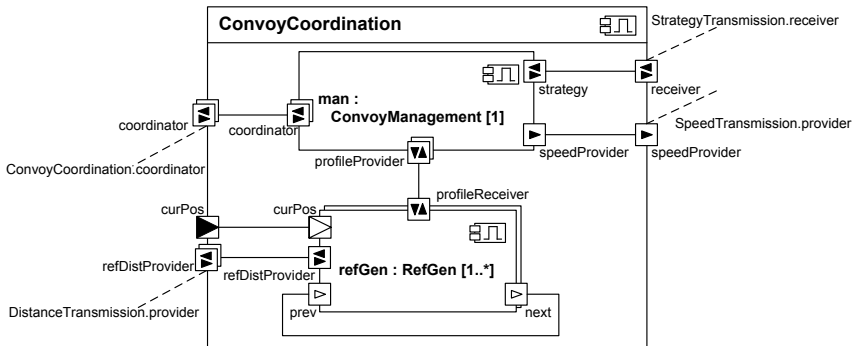 ConvoyCoordination
StrategyTransmission.receiver
man :
ConvoyManagement [1]
strategy
receiver
coordinator
coordinator
SpeedTransmission.provider
profileProvider
speedProvider
speedProvider
ConvoyCoordination.coordinator
profileReceiver
curPos
curPos
refDistProvider
refDistProvider
refGen : RefGen [1..*]
DistanceTransmission.provider
prev
next